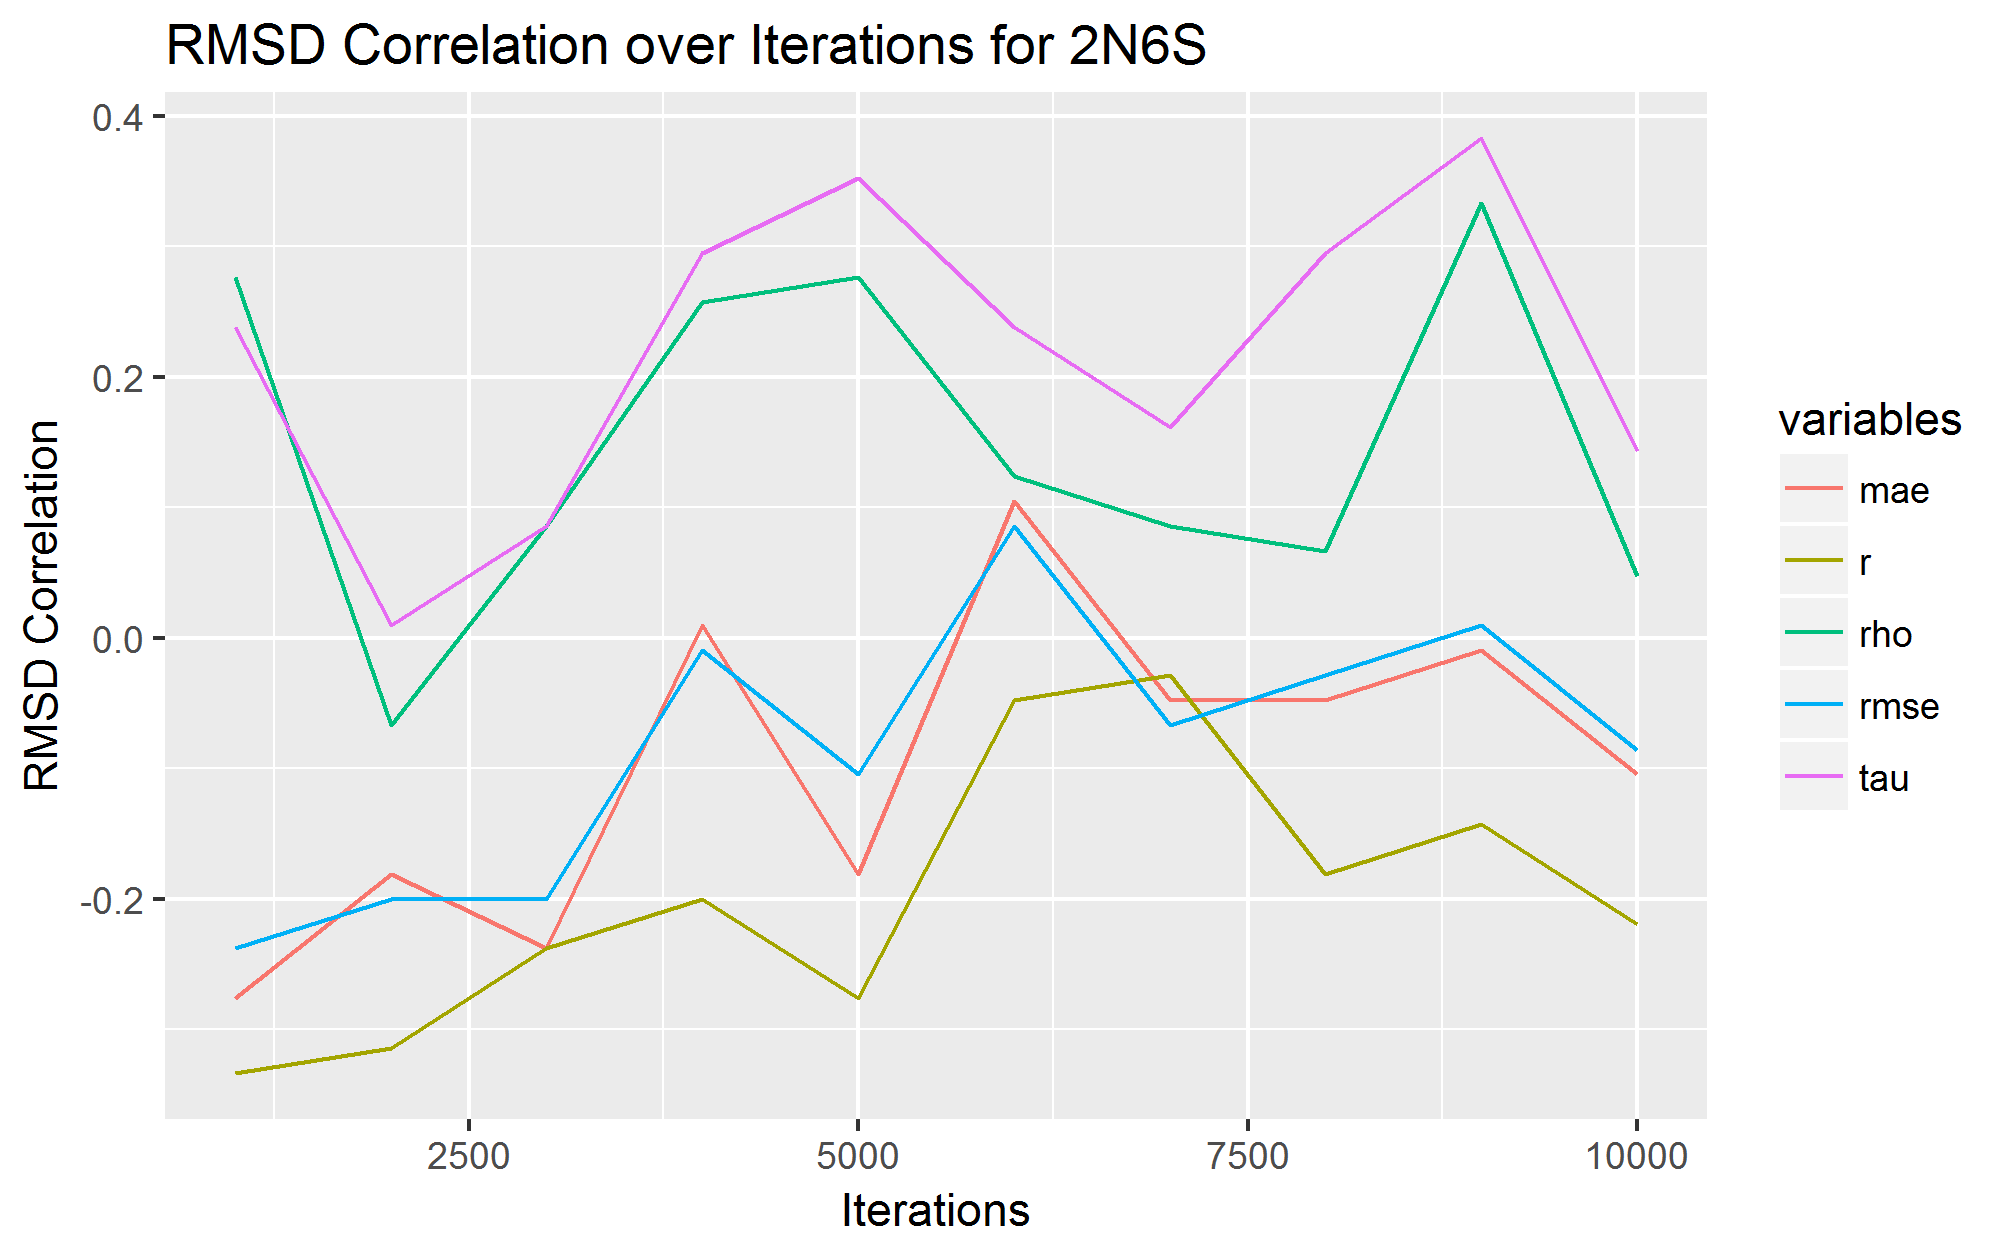 RMSD Correlation over Iterations for 2N6S
0.4
0.2
0.0
-0.2
RMSD Correlation
2500
5000
7500
10000
Iterations
variables
mae
r
rho
rmse
tau